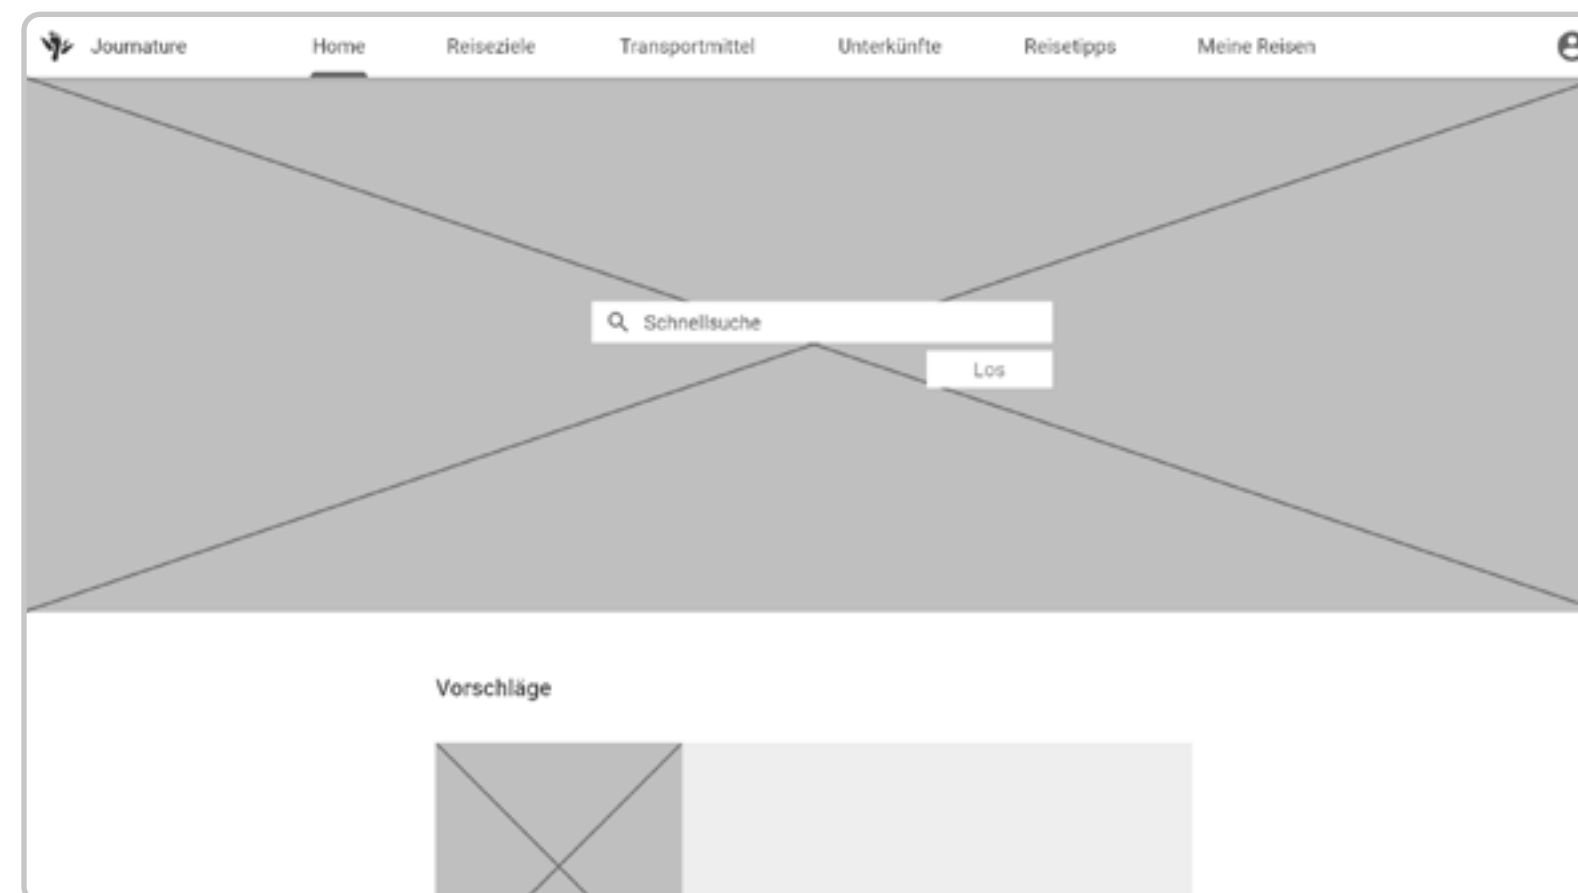 Journature Home Reiseziele Transportmittel Unterkünfte Reisetipps Meine Reisen
Schnellsuche
Los
Vorschläge